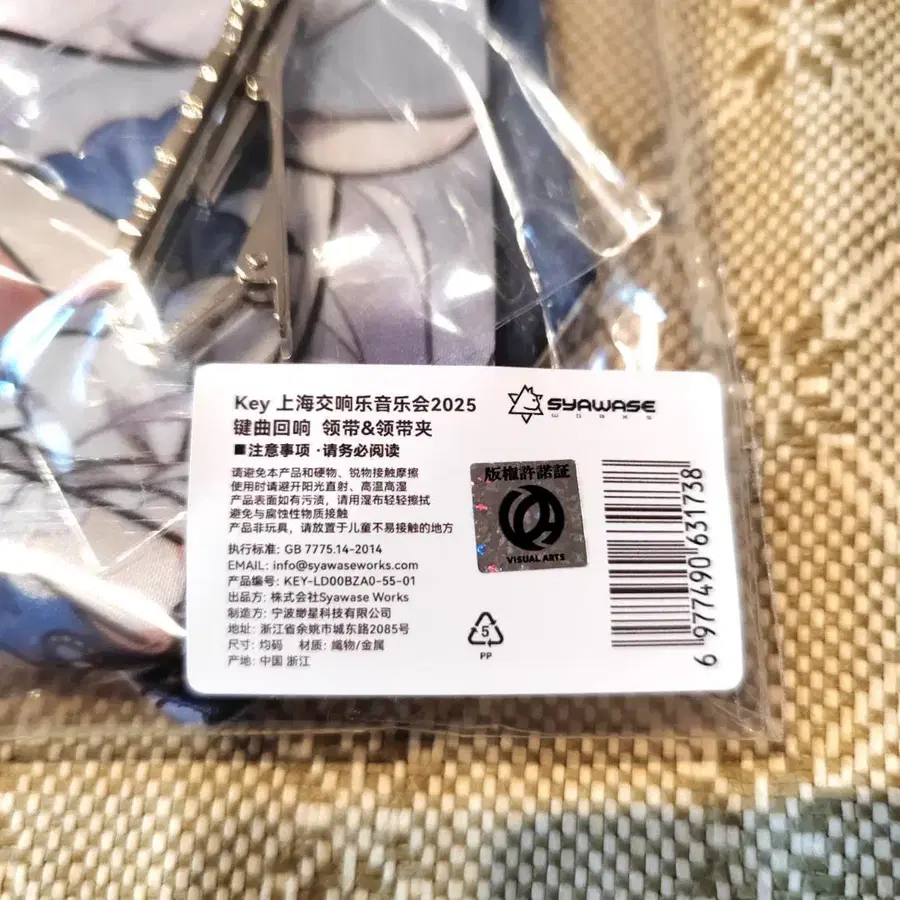 Key 上海交响乐音乐会2025
键曲回响 领带&领带夹
■注意事项·请务必阅读
请避免本产品和硬物、锐物接触摩擦
使用时请避开阳光直射、高温高湿
产品表面如有污渍，请用湿布轻轻擦拭
避免与腐蚀性物质接触
产品非玩具，请放置于儿童不易接触的地方
执行标准: GB 7775.14-2014
EMAIL: info@syawaseworks.com
产品编号: KEY-LD00BZA0-55-01
出品方: 株式会社Syawase Works
制造方: 宁波缈星科技有限公司
地址: 浙江省余姚市城东路2085号
尺寸: 均码 材质: 織物/金属
产地: 中国 浙江
SYAWASE
WORKS
版権許諾証
VISUAL ARTS
5
PP
6 977490 631738